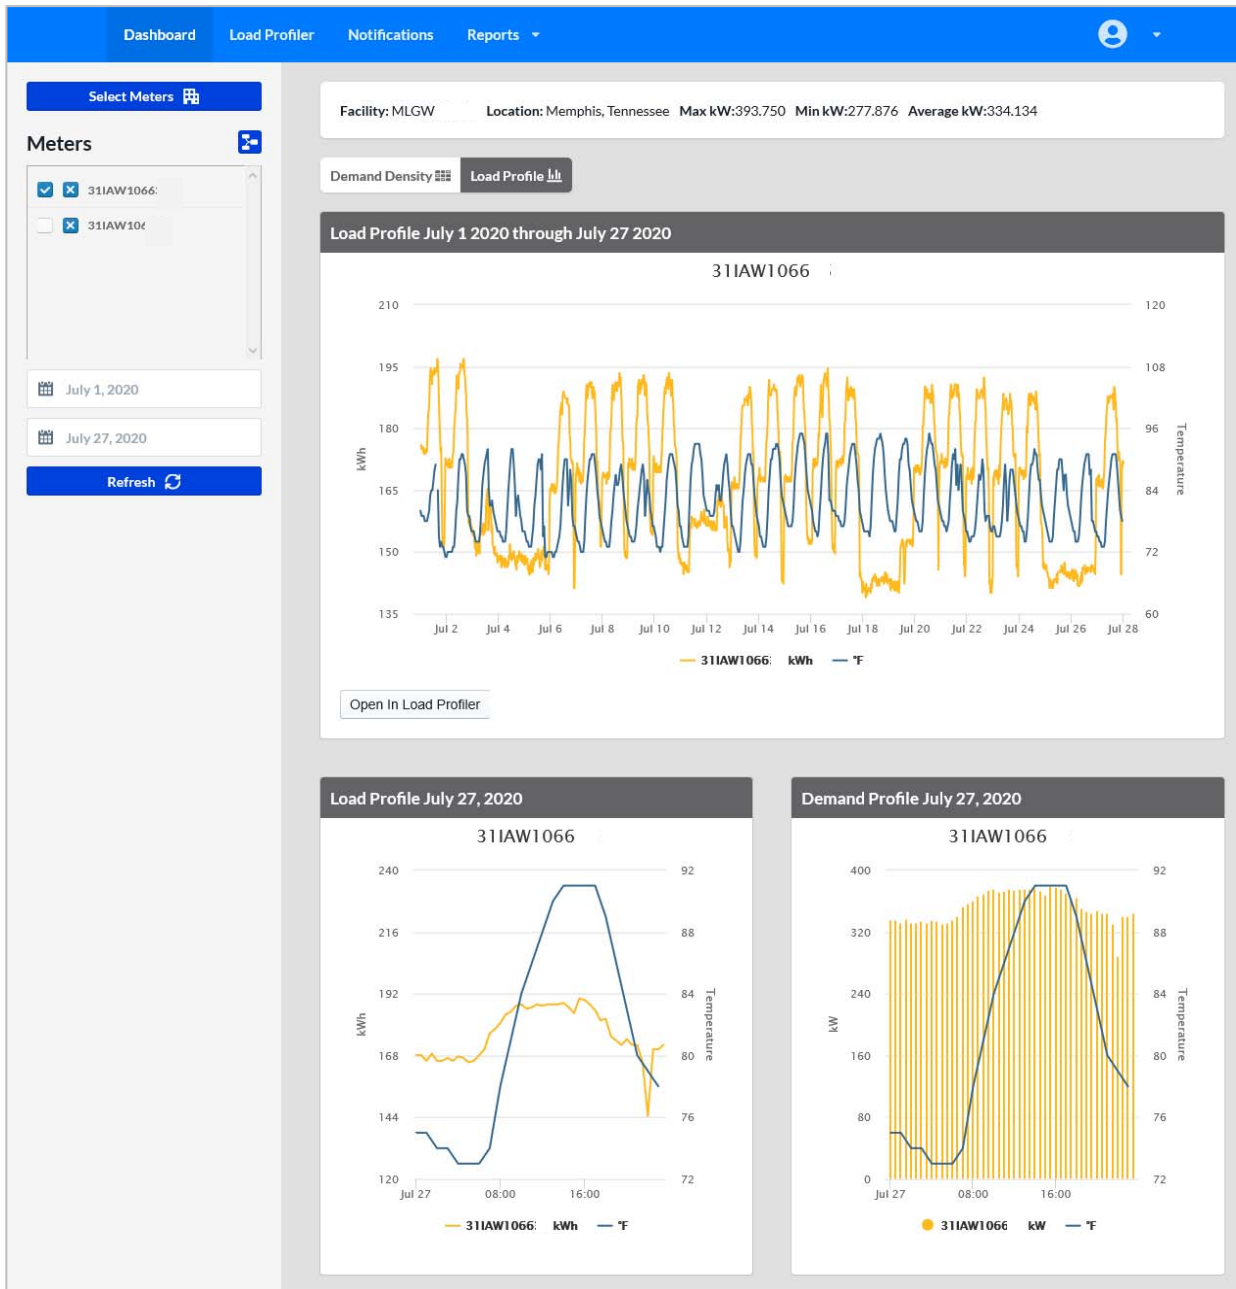 Dashboard Load Profiler Notifications Reports
Select Meters
Meters
31IAW1066
31IAW10
July 1, 2020
July 27, 2020
Refresh
Facility: MLGW Location: Memphis, Tennessee Max kW:393.750 Min kW:277.876 Average kW:334.134
Demand Density Load Profile
Load Profile July 1 2020 through July 27 2020
31IAW1066
210 120
195 108
180 96
165 84
150 72
135 60
kWh
Temperature
Jul 2 Jul 4 Jul 6 Jul 8 Jul 10 Jul 12 Jul 14 Jul 16 Jul 18 Jul 20 Jul 22 Jul 24 Jul 26 Jul 28
31IAW1066 kWh °F
Open In Load Profiler
Load Profile July 27, 2020
31IAW1066
240 92
216 88
192 84
168 80
144 76
120 72
kWh
Temperature
Jul 27 08:00 16:00
31IAW1066 kWh °F
Demand Profile July 27, 2020
31IAW1066
400 92
320 88
240 84
160 80
80 76
0 72
kW
Temperature
Jul 27 08:00 16:00
31IAW1066 kW °F